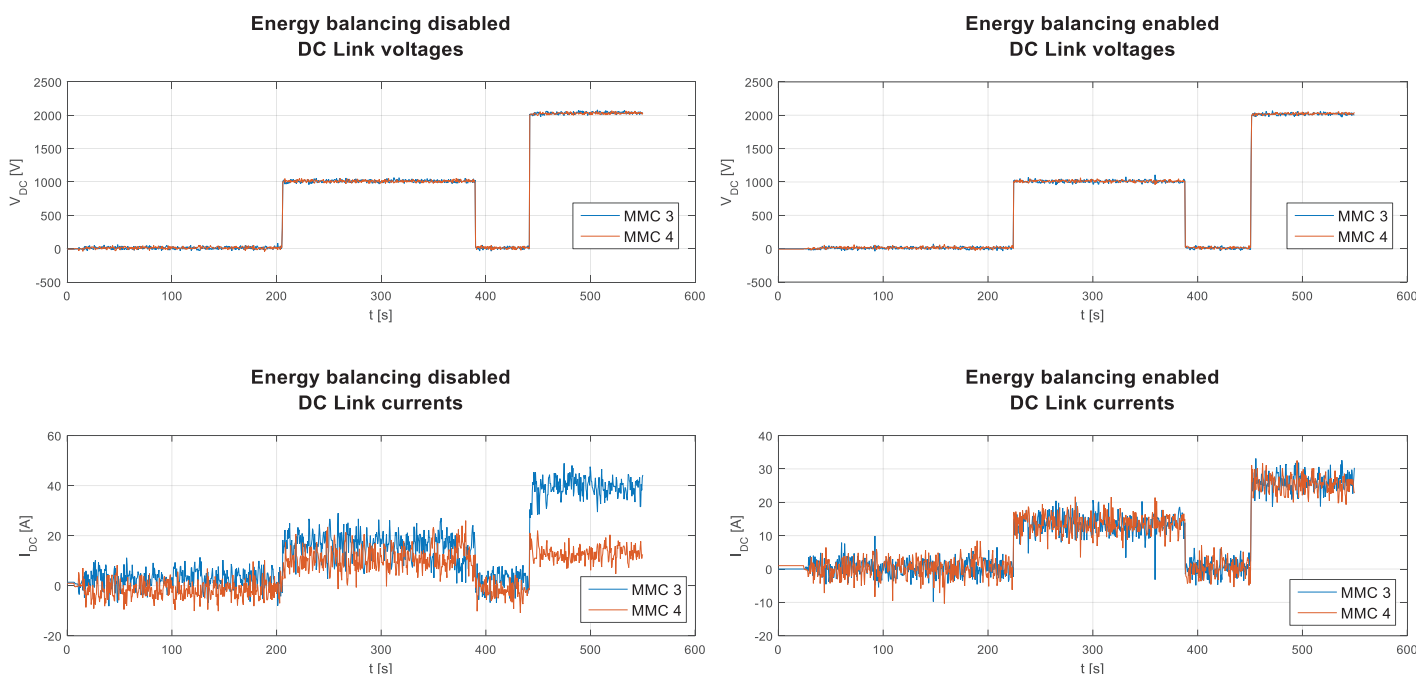 Energy balancing disabled
DC Link voltages
2500
2000
1500
1000
500
0
-500
V_DC [V]
MMC 3
MMC 4
0 100 200 300 400 500 600
t [s]
Energy balancing enabled
DC Link voltages
2500
2000
1500
1000
500
0
-500
V_DC [V]
MMC 3
MMC 4
0 100 200 300 400 500 600
t [s]
Energy balancing disabled
DC Link currents
60
40
20
0
-20
I_DC [A]
MMC 3
MMC 4
0 100 200 300 400 500 600
t [s]
Energy balancing enabled
DC Link currents
40
30
20
10
0
-10
-20
I_DC [A]
MMC 3
MMC 4
0 100 200 300 400 500 600
t [s]